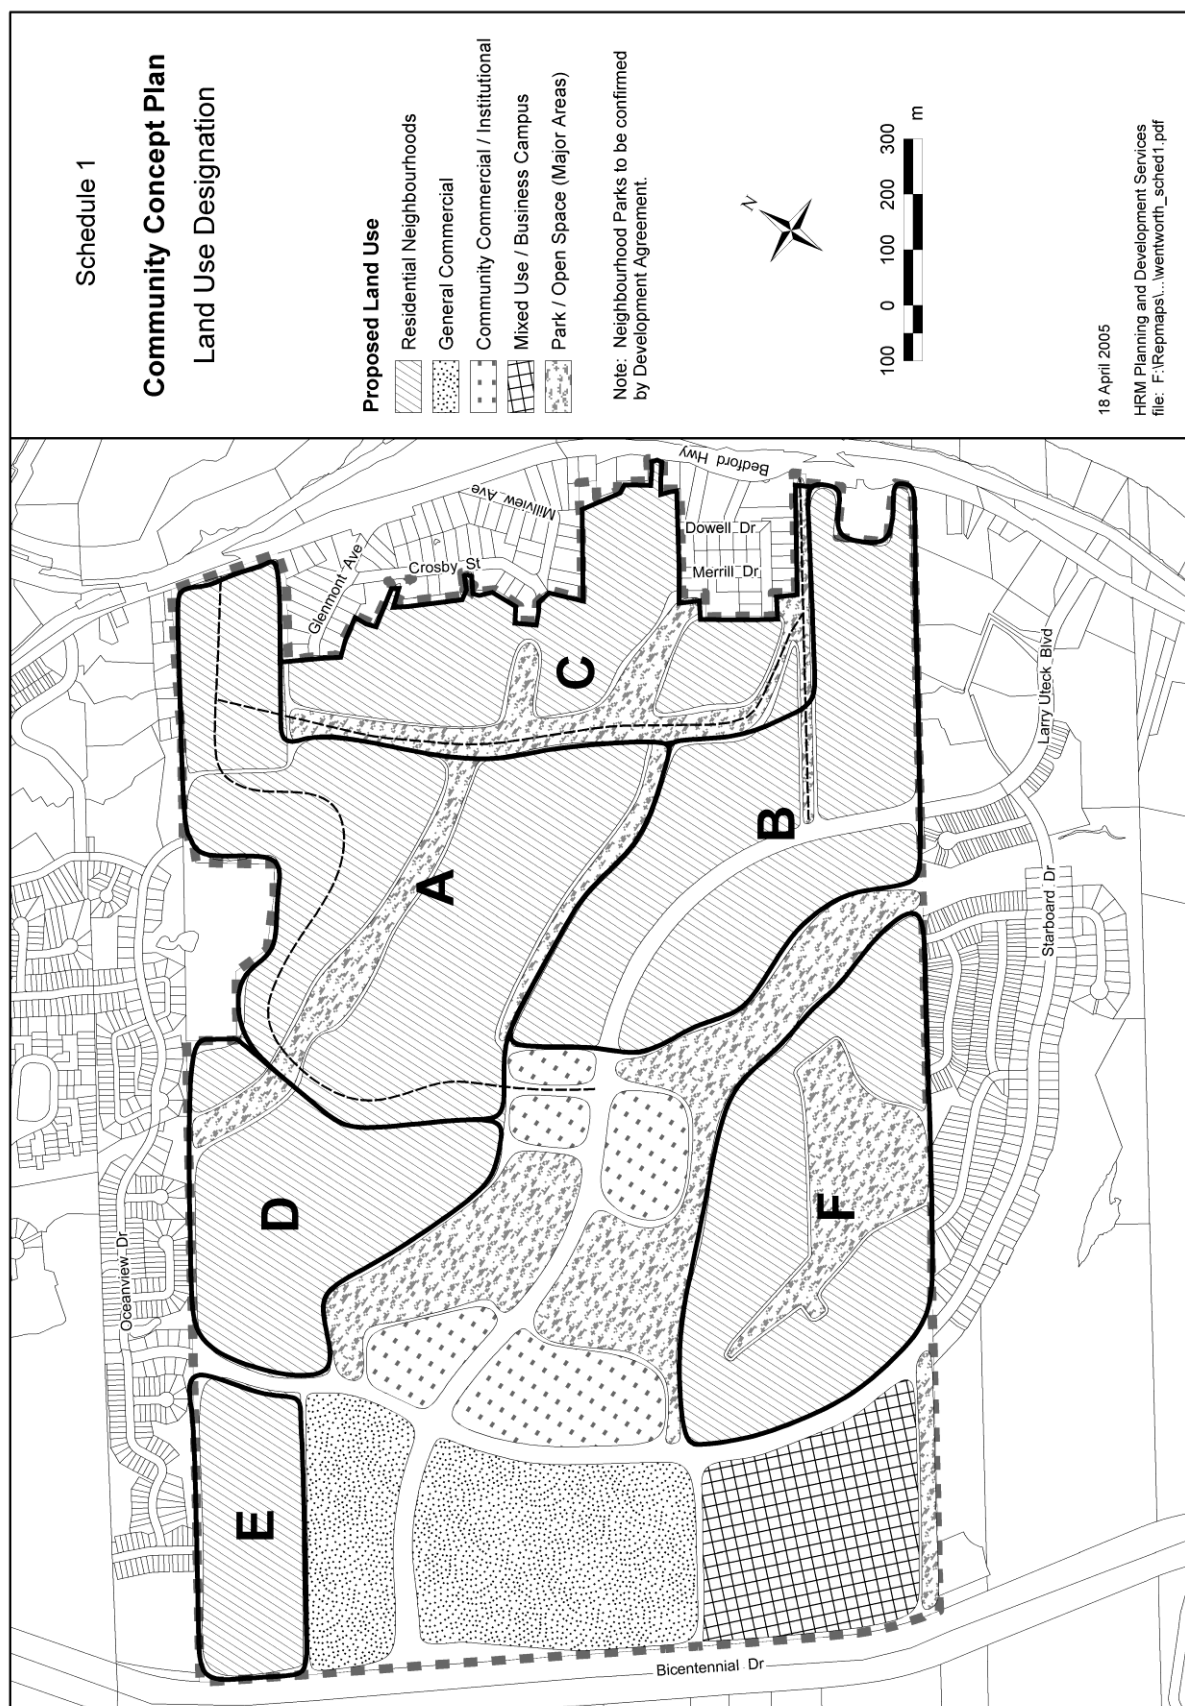 Schedule 1
Community Concept Plan
Land Use Designation
Proposed Land Use
Residential Neighbourhoods
General Commercial
Community Commercial / Institutional
Mixed Use / Business Campus
Park / Open Space (Major Areas)
Note: Neighbourhood Parks to be confirmed
by Development Agreement.
N
100 0 100 200 300
m
18 April 2005
HRM Planning and Development Services
file: F:\Repmaps\...\wentworth_sched1.pdf
Bedford Hwy
Millview Ave
Glenmont Ave
Crosby St
Dowell Dr
Merrill Dr
Larry Uteck Blvd
Starboard Dr
Oceanview Dr
Bicentennial Dr
A
B
C
D
E
F